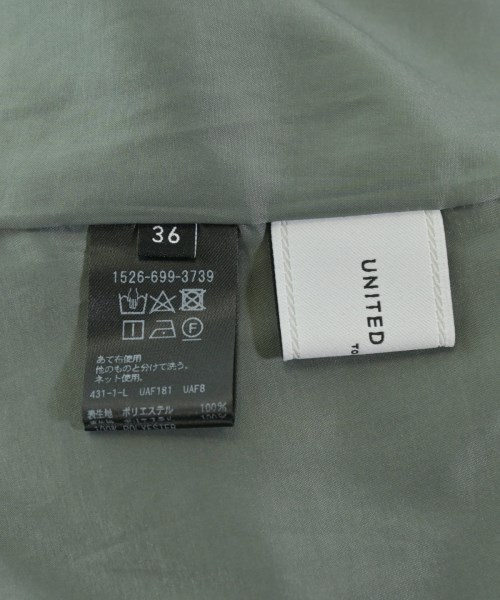 36
1526-699-3739
F
あて布使用
他のものと分けて洗う。
ネット使用。
431-1-L UAF181 UAF8
表生地 ポリエステル 100%
UNITED
TO